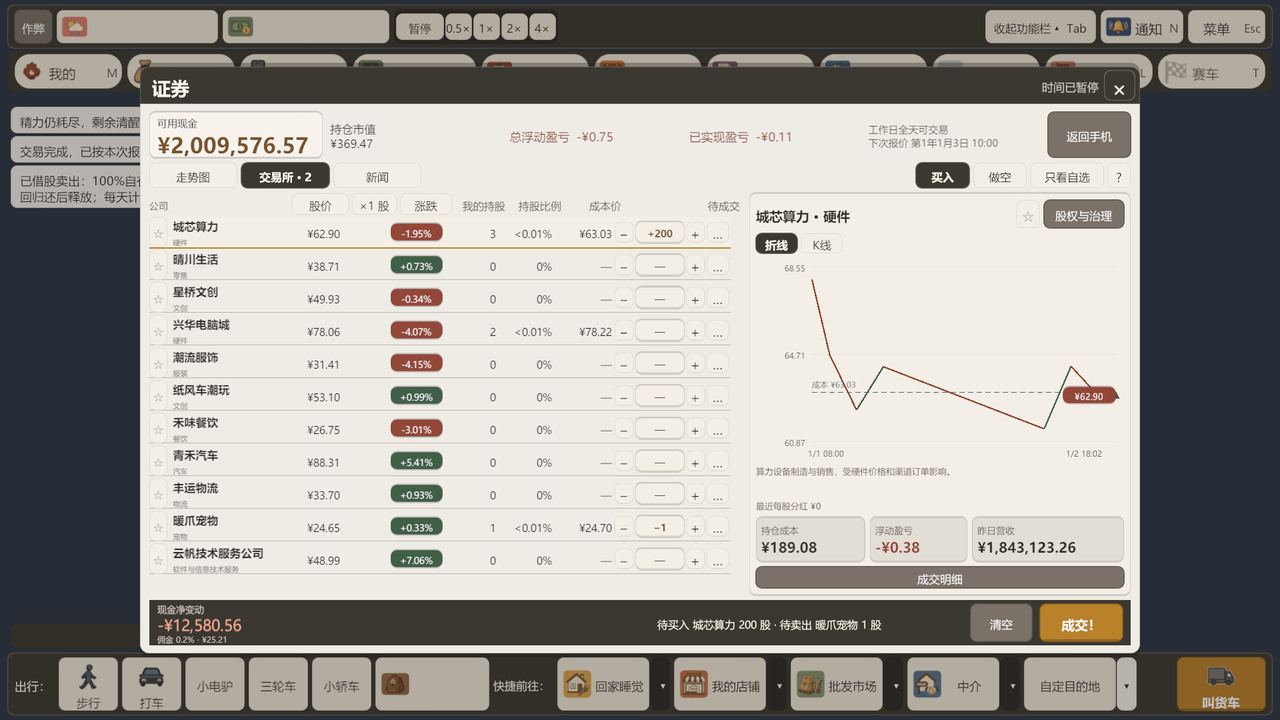 作弊
暂停 0.5× 1× 2× 4×
收起功能栏 Tab
通知 N
菜单 Esc
我的 M
L
赛车 T
精力仍耗尽，剩余清醒
交易完成，已按本次报
已借股卖出：100%自有
回归还后释放；每天计
证券
时间已暂停 ×
可用现金
¥2,009,576.57
持仓市值
¥369.47
总浮动盈亏 -¥0.75
已实现盈亏 -¥0.11
工作日全天可交易
下次报价 第1年1月3日 10:00
返回手机
走势图 交易所·2 新闻
买入 做空 只看自选 ?
公司 股价 ×1 股 涨跌 我的持股 持股比例 成本价 待成交
☆ 城芯算力 ¥62.90 -1.95% 3 <0.01% ¥63.03 − +200 + …
硬件
☆ 晴川生活 ¥38.71 +0.73% 0 0% — − — + …
零售
☆ 星桥文创 ¥49.93 -0.34% 0 0% — − — + …
文创
☆ 兴华电脑城 ¥78.06 -4.07% 2 <0.01% ¥78.22 − — + …
硬件
☆ 潮流服饰 ¥31.41 -4.15% 0 0% — − — + …
服装
☆ 纸风车潮玩 ¥53.10 +0.99% 0 0% — − — + …
文创
☆ 禾味餐饮 ¥26.75 -3.01% 0 0% — − — + …
餐饮
☆ 青禾汽车 ¥88.31 +5.41% 0 0% — − — + …
汽车
☆ 丰运物流 ¥33.70 +0.93% 0 0% — − — + …
物流
☆ 暖爪宠物 ¥24.65 +0.33% 1 <0.01% ¥24.70 − −1 + …
宠物
☆ 云帆技术服务公司 ¥48.99 +7.06% 0 0% — − — + …
软件与信息技术服务
城芯算力·硬件
☆ 股权与治理
折线 K线
68.55
64.71
成本 ¥63.03
¥62.90
60.87
1/1 08:00 1/2 18:02
算力设备制造与销售，受硬件价格和渠道订单影响。
最近每股分红 ¥0
持仓成本
¥189.08
浮动盈亏
-¥0.38
昨日营收
¥1,843,123.26
成交明细
现金净变动
-¥12,580.56
佣金 0.2% · ¥25.21
待买入 城芯算力 200 股 · 待卖出 暖爪宠物 1 股
清空
成交！
出行：
步行
打车
小电驴
三轮车
小轿车
快捷前往：
回家睡觉
我的店铺
批发市场
中介
自定目的地
叫货车